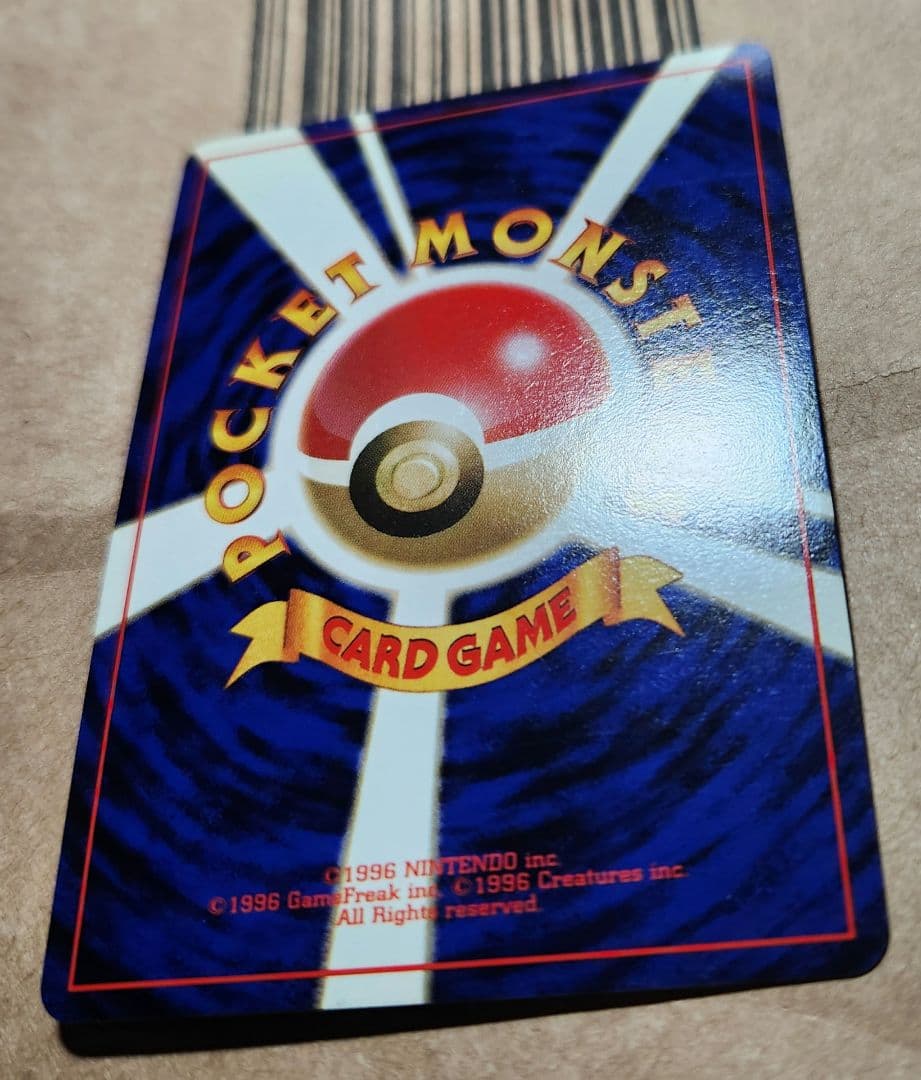 POCKET MONSTE
CARD GAME
©1996 NINTENDO inc.
©1996 GameFreak inc. ©1996 Creatures inc.
All Rights reserved.